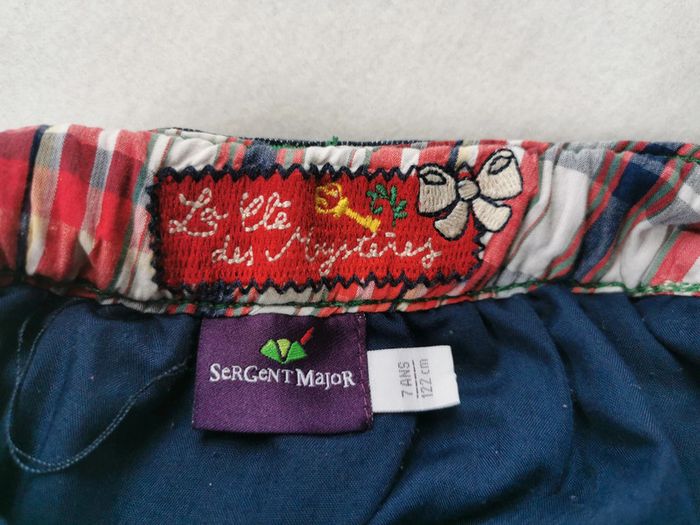 La Clé
des Mystères
SeRGeNT MajoR
7 ANS
122 cm